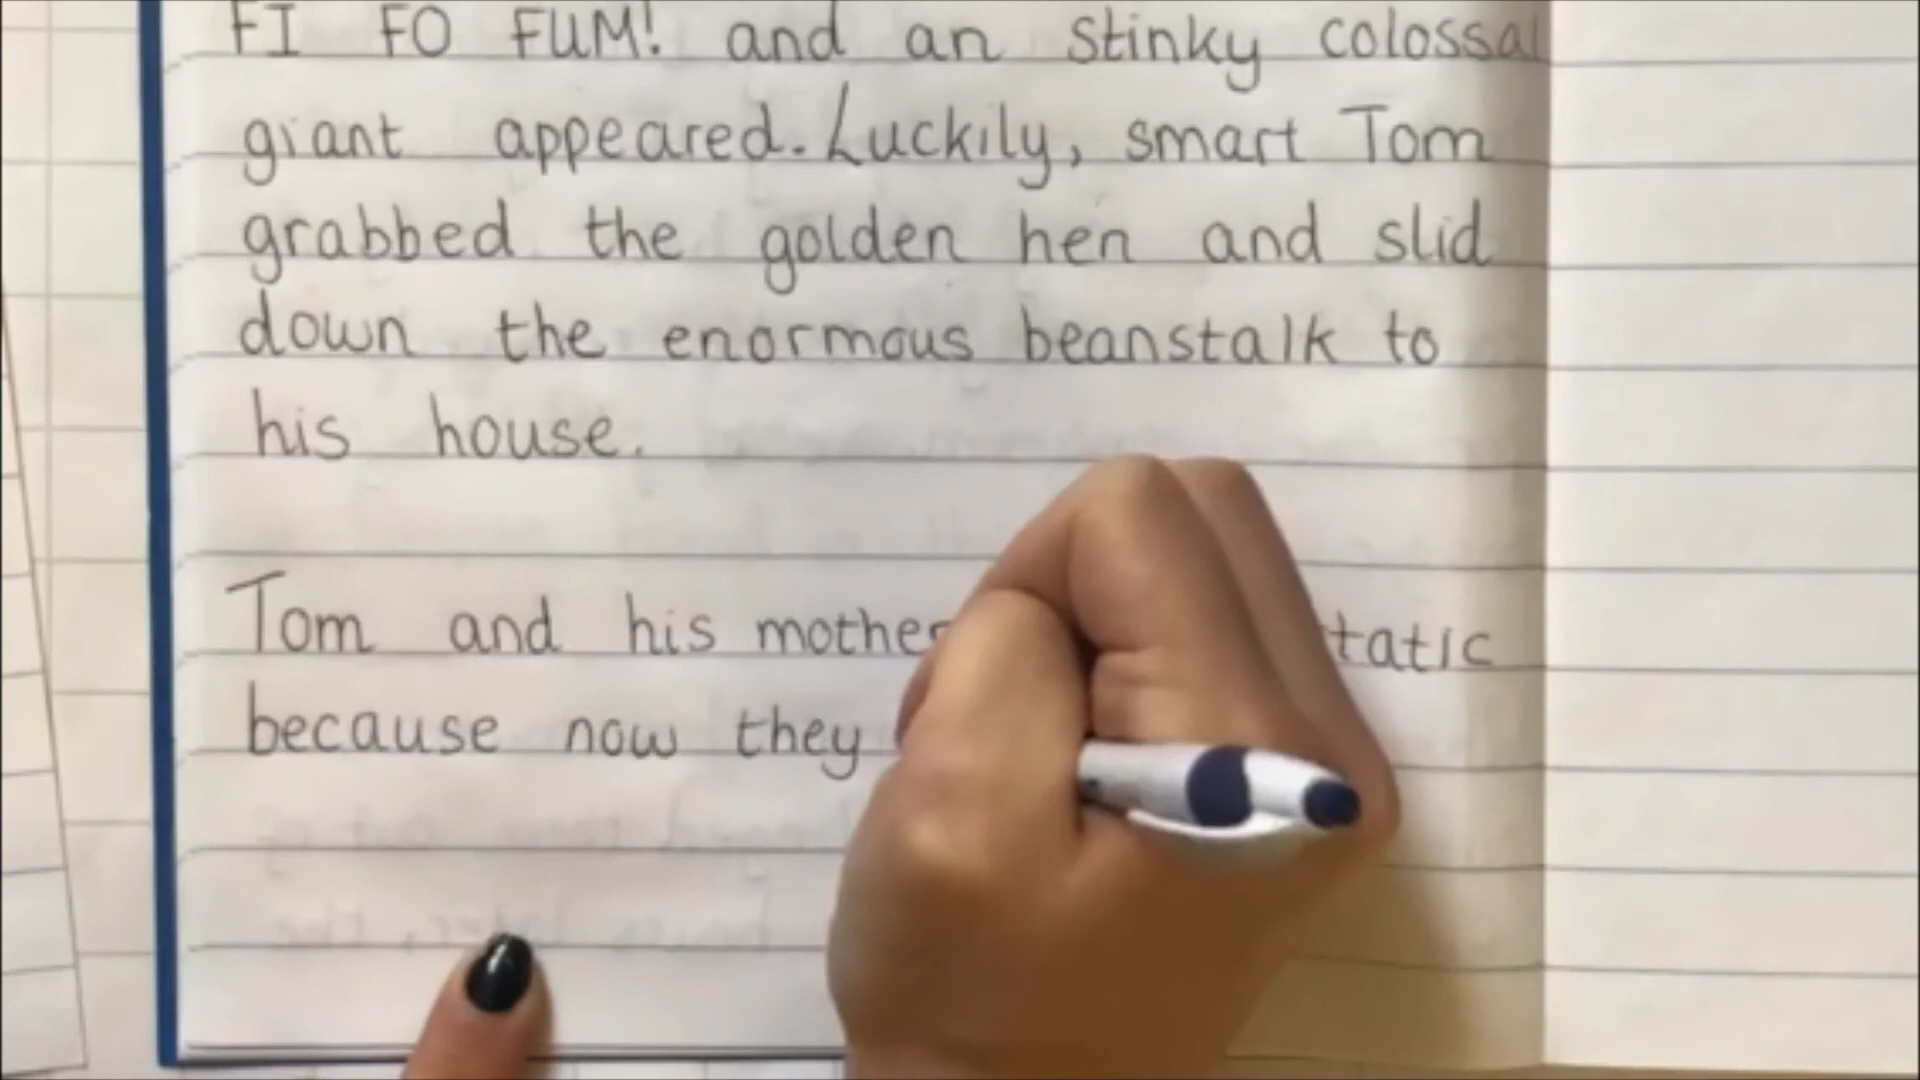 FI FO FUM! and an stinky colossal
giant appeared. Luckily, smart Tom
grabbed the golden hen and slid
down the enormous beanstalk to
his house.
Tom and his mother
because now they